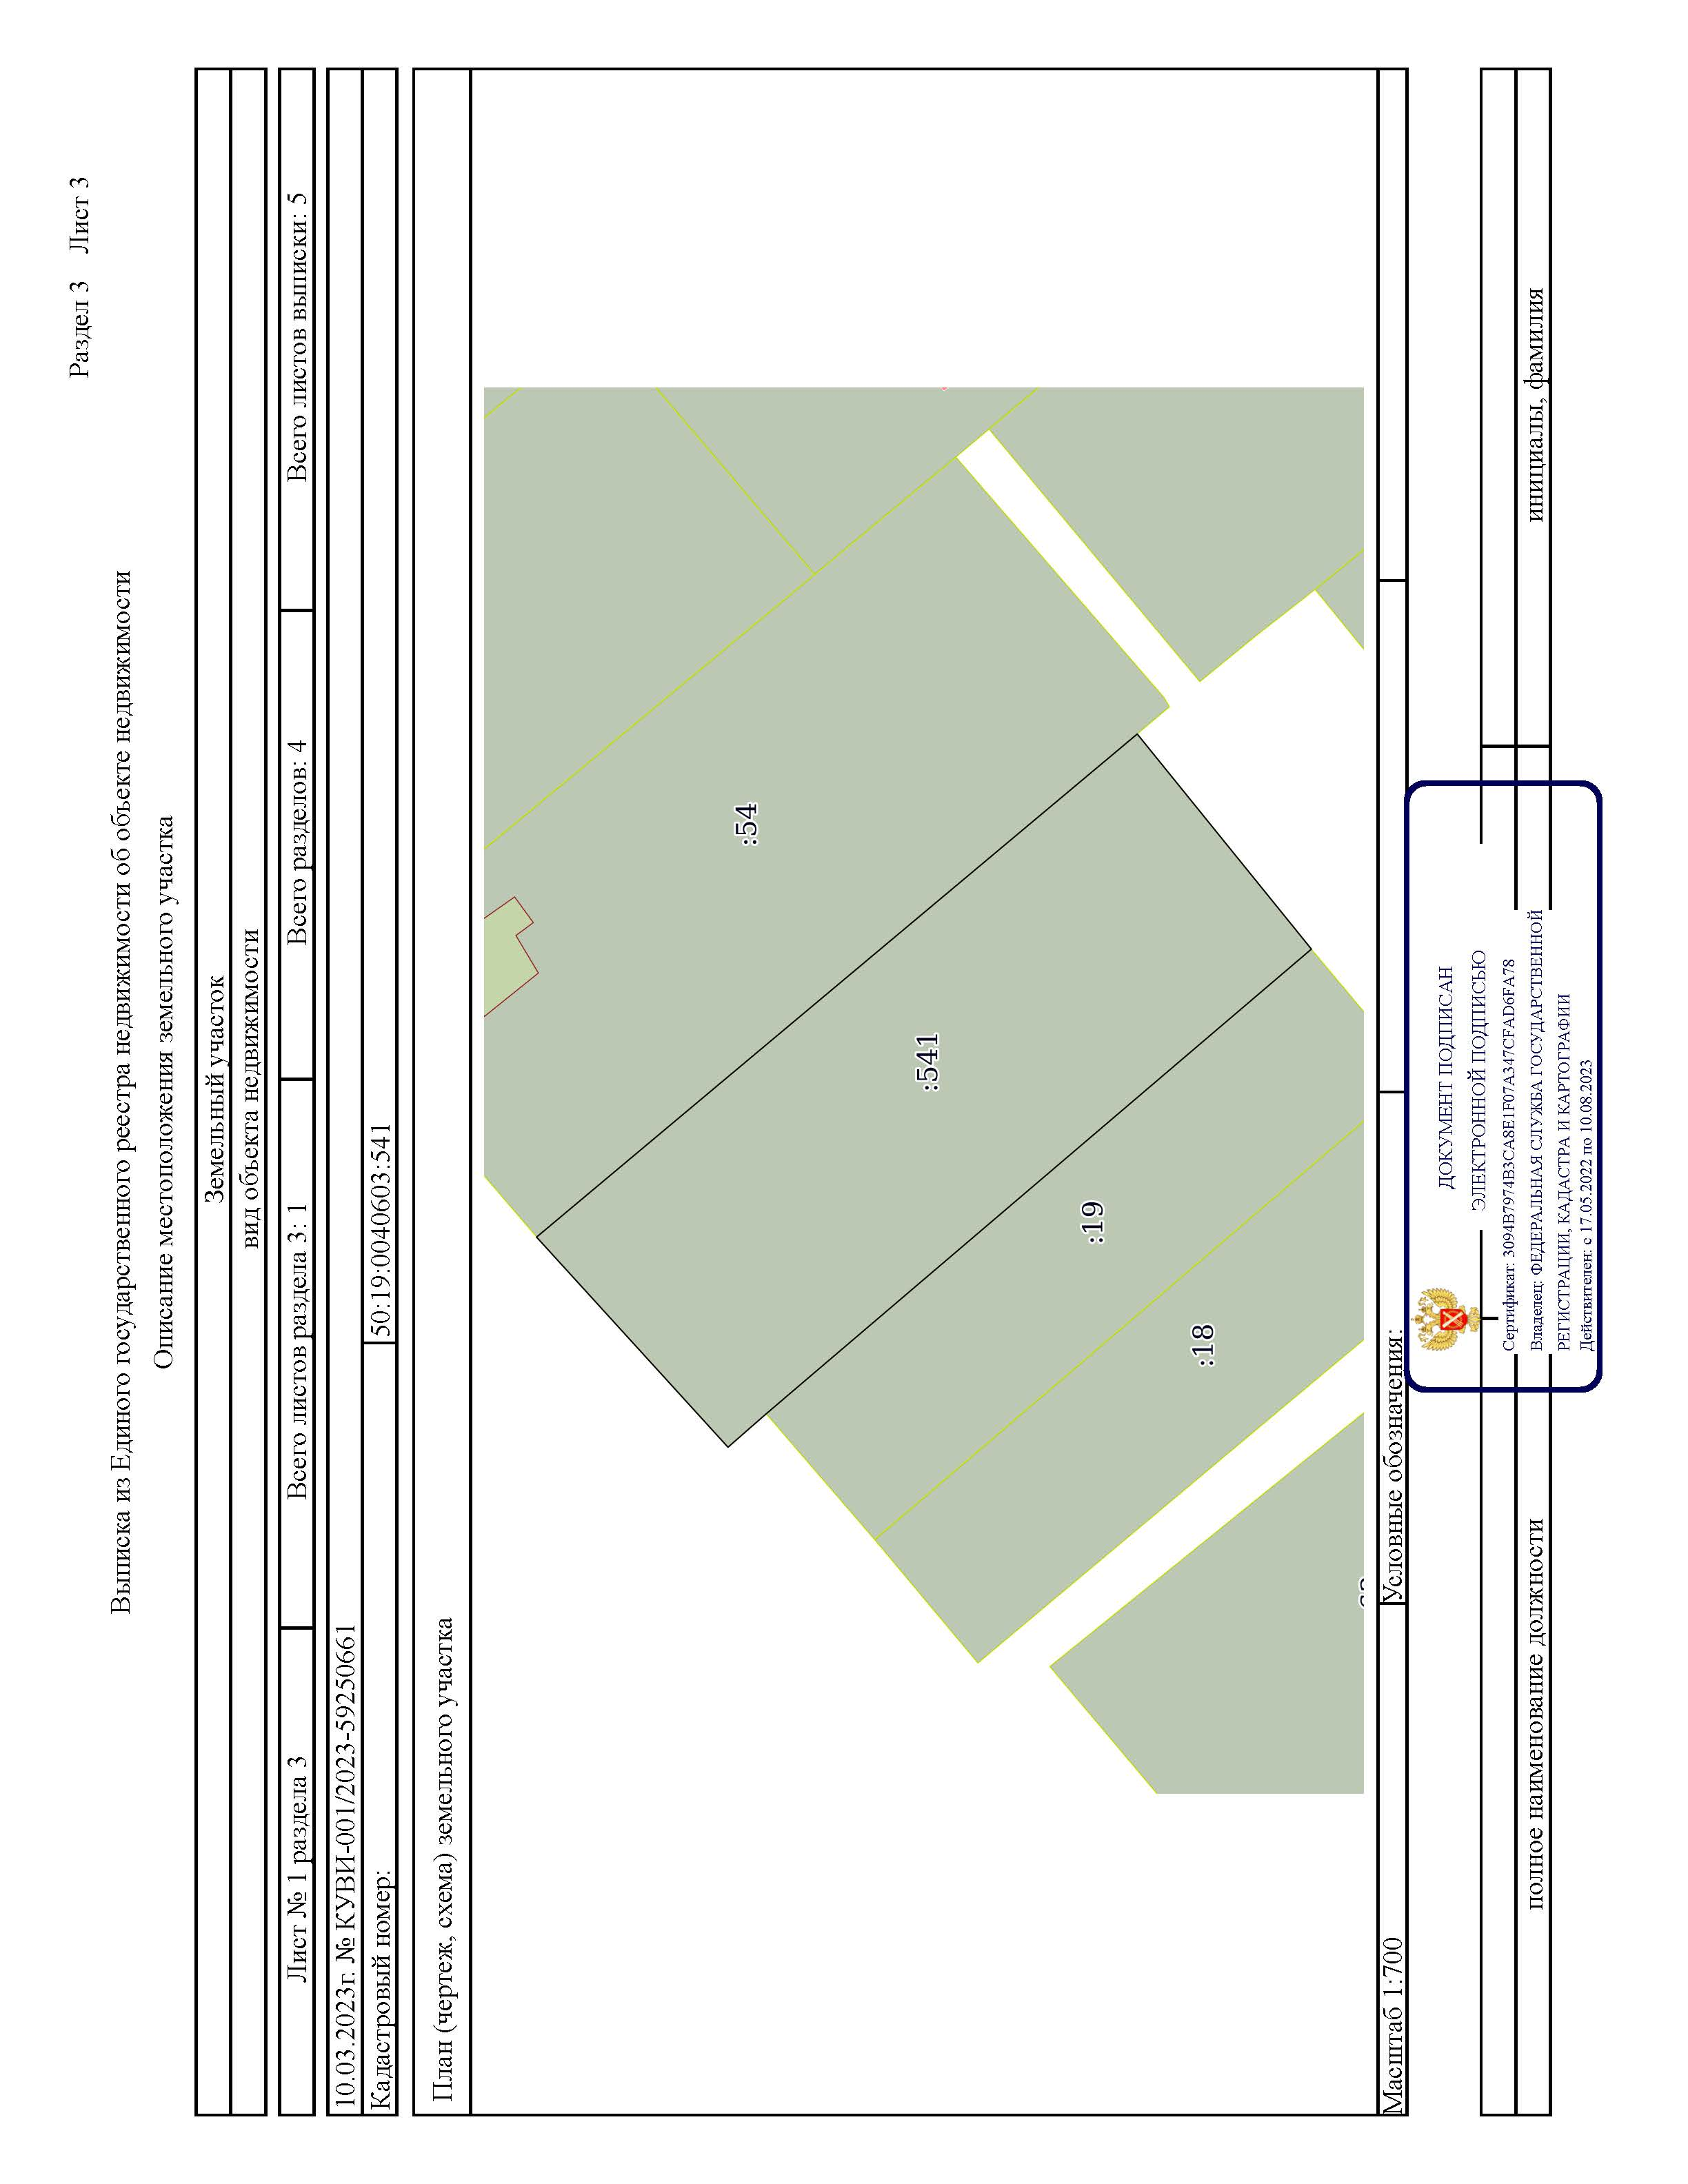 Раздел 3 Лист 3
Выписка из Единого государственного реестра недвижимости об объекте недвижимости
Описание местоположения земельного участка
Земельный участок
вид объекта недвижимости
Лист № 1 раздела 3 Всего листов раздела 3: 1 Всего разделов: 4 Всего листов выписки: 5
10.03.2023г. № КУВИ-001/2023-59250661
Кадастровый номер: 50:19:0040603:541
План (чертеж, схема) земельного участка
:54
:541
:19
:18
Масштаб 1:700 Условные обозначения:
ДОКУМЕНТ ПОДПИСАН
ЭЛЕКТРОННОЙ ПОДПИСЬЮ
Сертификат: 3094B7974B3CA8E1F07A347CFAD6FA78
Владелец: ФЕДЕРАЛЬНАЯ СЛУЖБА ГОСУДАРСТВЕННОЙ
РЕГИСТРАЦИИ, КАДАСТРА И КАРТОГРАФИИ
Действителен: с 17.05.2022 по 10.08.2023
полное наименование должности инициалы, фамилия